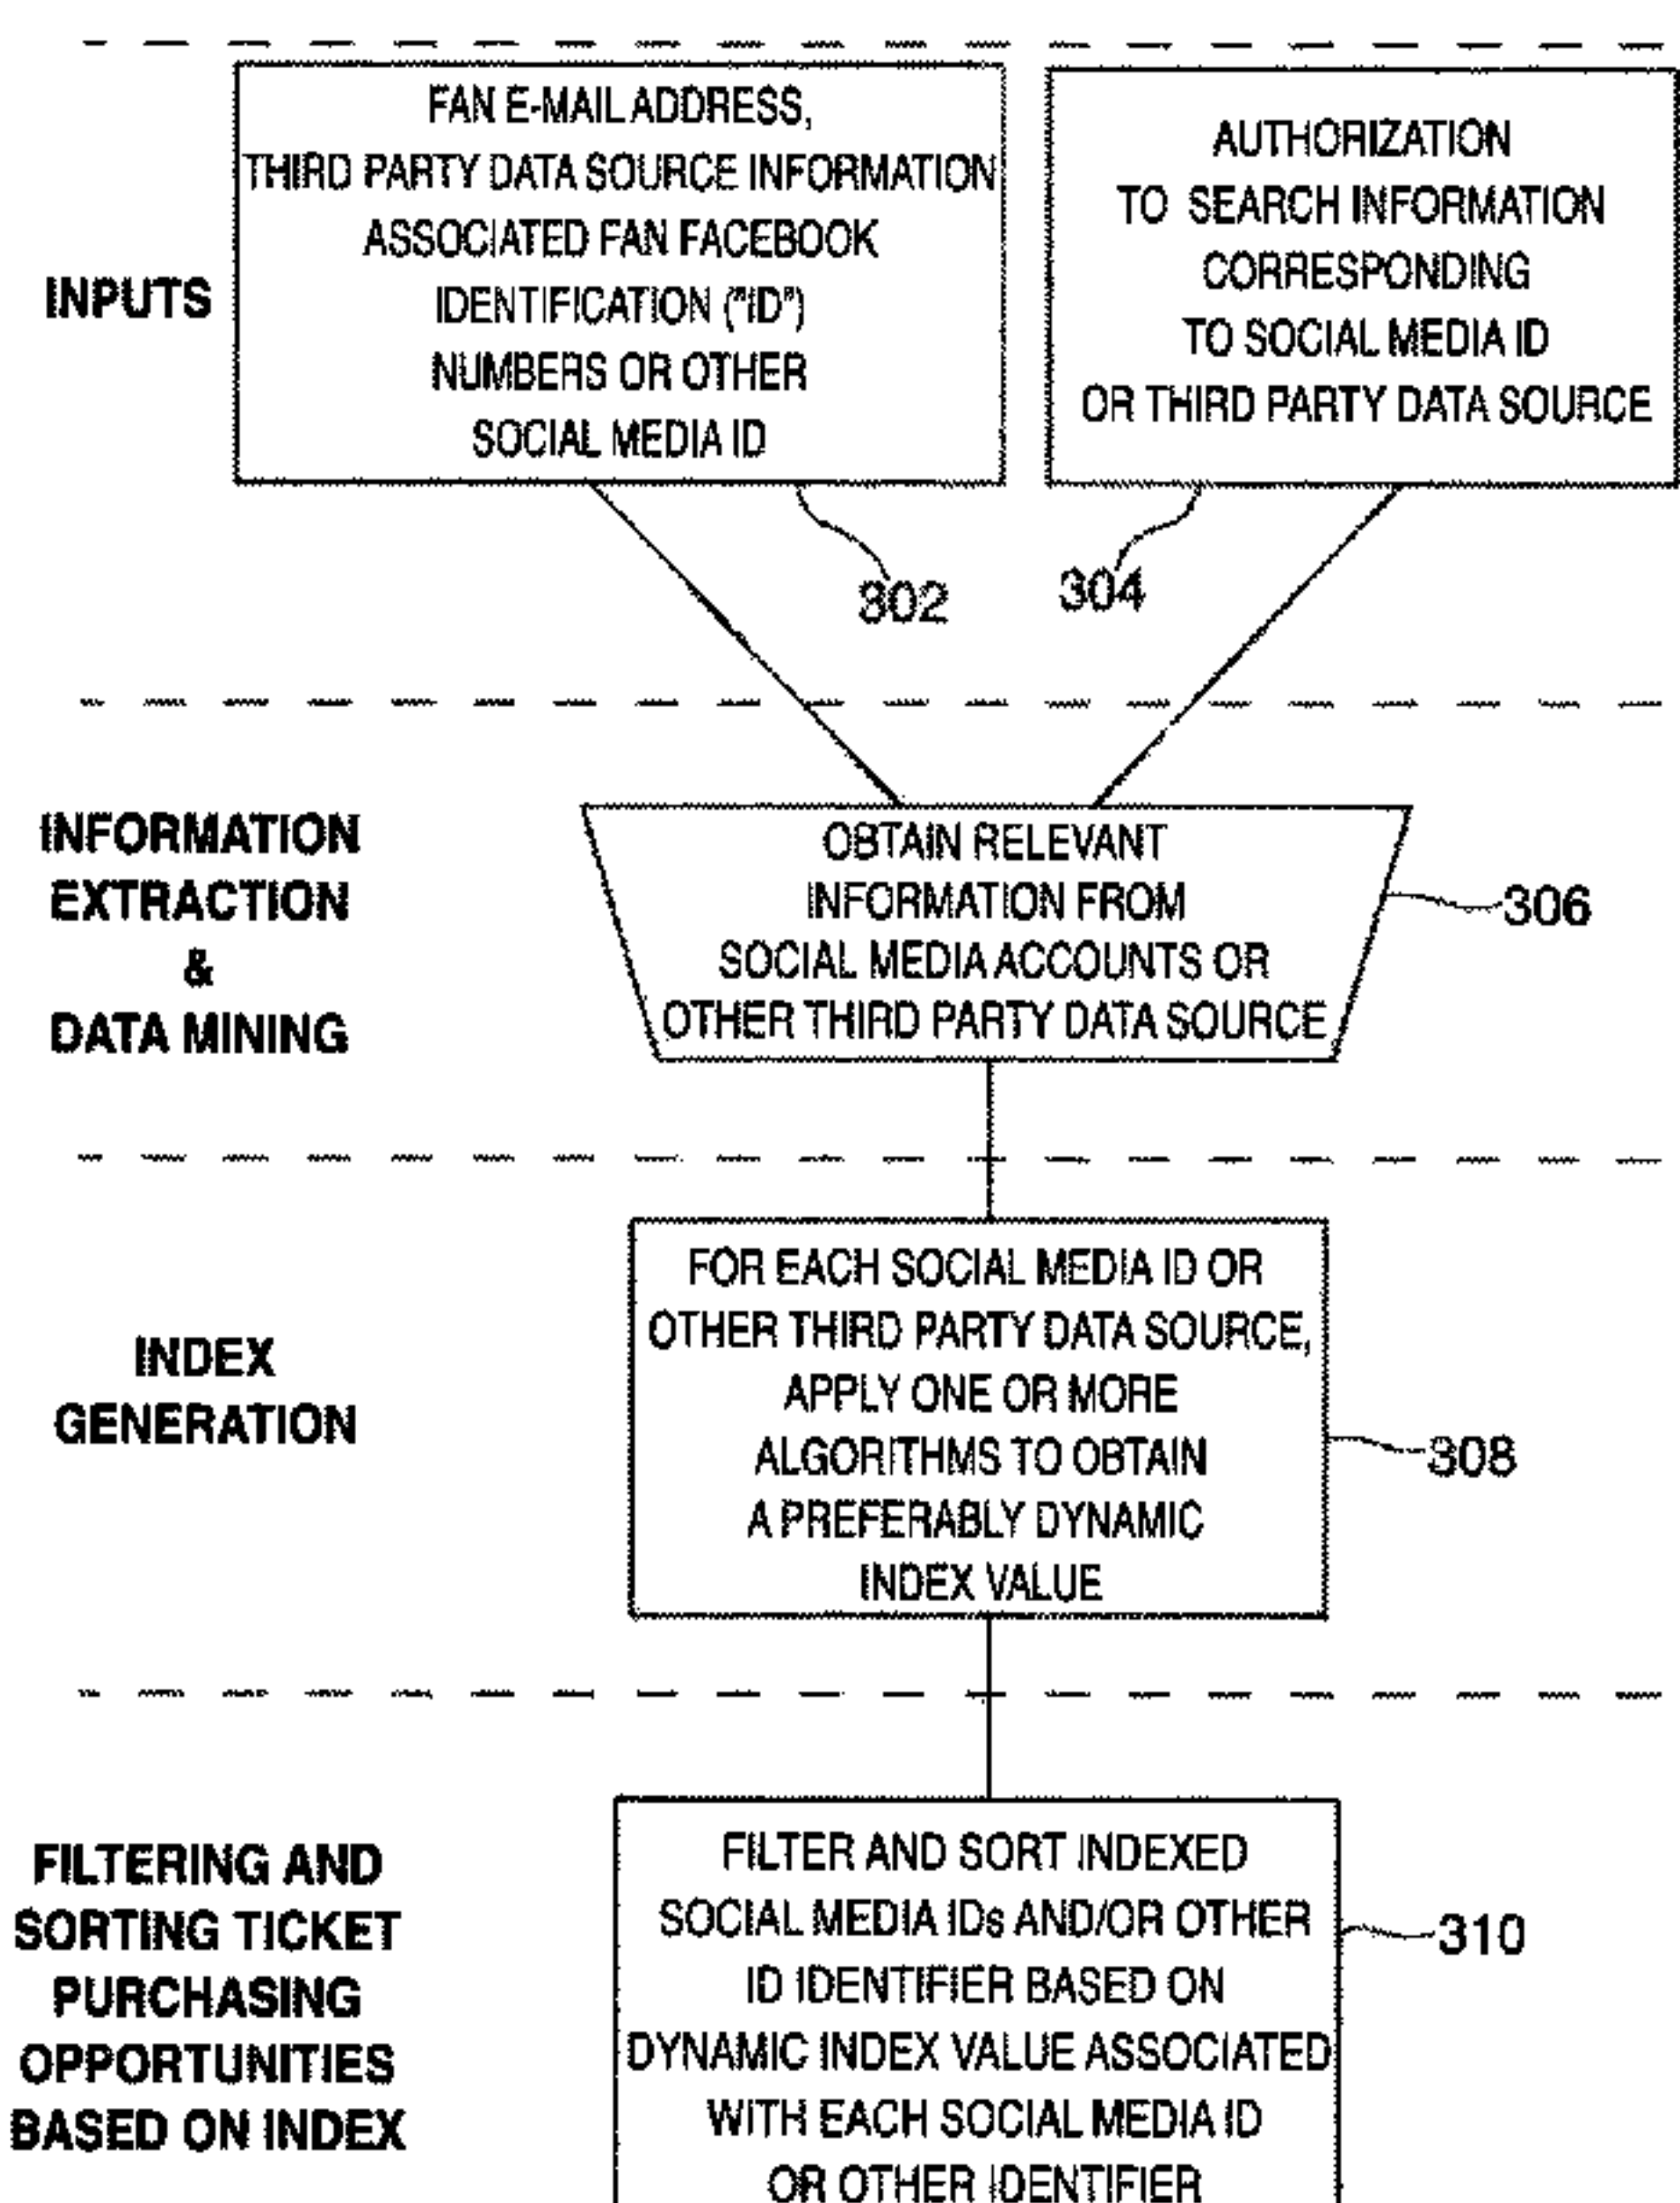 FAN E-MAIL ADDRESS,
THIRD PARTY DATA SOURCE INFORMATION
ASSOCIATED FAN FACEBOOK
IDENTIFICATION ("ID")
NUMBERS OR OTHER
SOCIAL MEDIA ID
AUTHORIZATION
TO SEARCH INFORMATION
CORRESPONDING
TO SOCIAL MEDIA ID
OR THIRD PARTY DATA SOURCE
INPUTS
302
304
INFORMATION
EXTRACTION
&
DATA MINING
OBTAIN RELEVANT
INFORMATION FROM
SOCIAL MEDIA ACCOUNTS OR
OTHER THIRD PARTY DATA SOURCE
306
INDEX
GENERATION
FOR EACH SOCIAL MEDIA ID OR
OTHER THIRD PARTY DATA SOURCE,
APPLY ONE OR MORE
ALGORITHMS TO OBTAIN
A PREFERABLY DYNAMIC
INDEX VALUE
308
FILTERING AND
SORTING TICKET
PURCHASING
OPPORTUNITIES
BASED ON INDEX
FILTER AND SORT INDEXED
SOCIAL MEDIA IDs AND/OR OTHER
ID IDENTIFIER BASED ON
DYNAMIC INDEX VALUE ASSOCIATED
WITH EACH SOCIAL MEDIA ID
OR OTHER IDENTIFIER
310